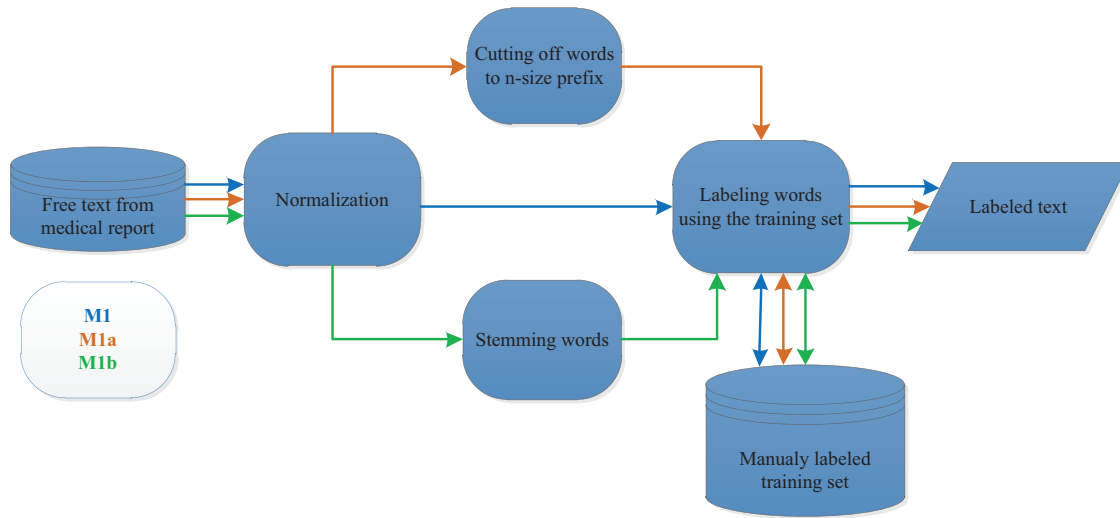 Cutting off words
to n-size prefix
Free text from
medical report
Normalization
Labeling words
using the training set
Labeled text
M1
M1a
M1b
Stemming words
Manualy labeled
training set